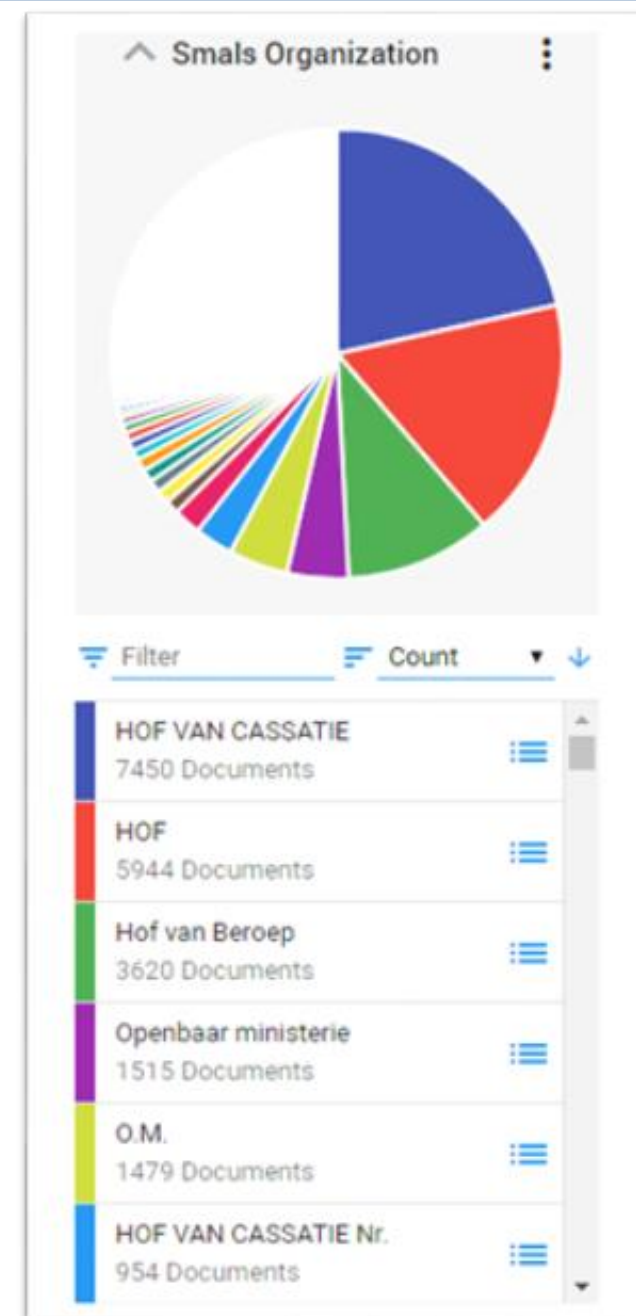 Smals Organization
Filter
Count
HOF VAN CASSATIE
7450 Documents
HOF
5944 Documents
Hof van Beroep
3620 Documents
Openbaar ministerie
1515 Documents
O.M.
1479 Documents
HOF VAN CASSATIE Nr.
954 Documents